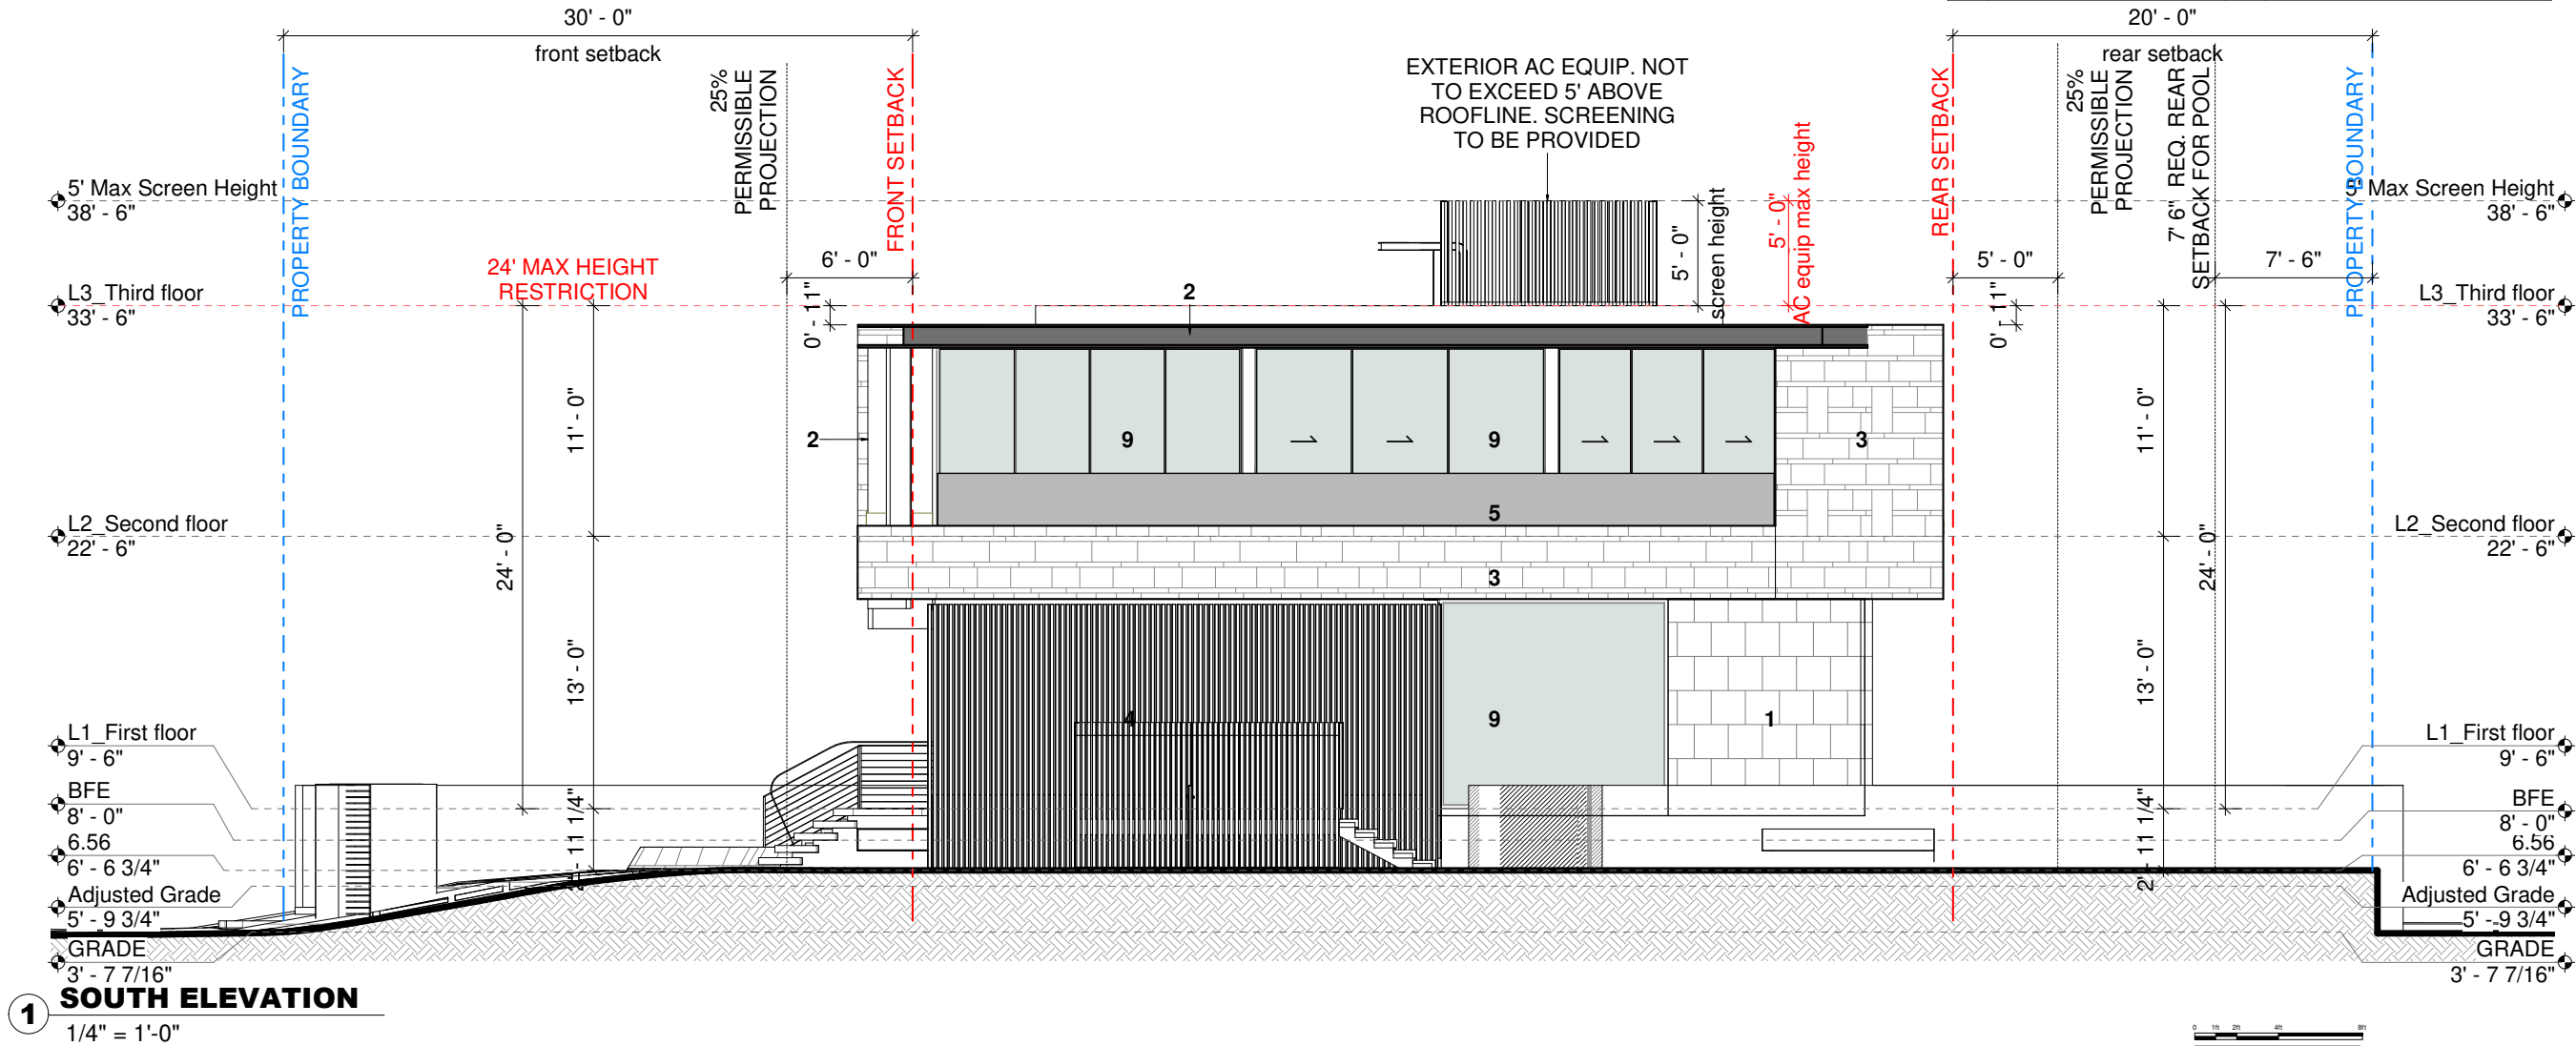 30' - 0"
front setback
20' - 0"
rear setback
PROPERTY BOUNDARY
25%
PERMISSIBLE
PROJECTION
FRONT SETBACK
EXTERIOR AC EQUIP. NOT
TO EXCEED 5' ABOVE
ROOFLINE. SCREENING
TO BE PROVIDED
AC equip max height
5' - 0"
screen height
5' - 0"
REAR SETBACK
25%
PERMISSIBLE
PROJECTION
7' 6" REQ. REAR
SETBACK FOR POOL
PROPERTY BOUNDARY
5' Max Screen Height
38' - 6"
5' Max Screen Height
38' - 6"
6' - 0"
5' - 0"
7' - 6"
24' MAX HEIGHT
RESTRICTION
L3_Third floor
33' - 6"
2
0' - 11"
0' - 11"
L3_Third floor
33' - 6"
11' - 0"
2
9
9
3
11' - 0"
5
L2_Second floor
22' - 6"
24' - 0"
3
24' - 0"
L2_Second floor
22' - 6"
13' - 0"
4
9
1
13' - 0"
L1_First floor
9' - 6"
L1_First floor
9' - 6"
BFE
8' - 0"
BFE
8' - 0"
2' - 11 1/4"
2' - 11 1/4"
6.56
6' - 6 3/4"
6.56
6' - 6 3/4"
Adjusted Grade
5' - 9 3/4"
Adjusted Grade
5' - 9 3/4"
GRADE
3' - 7 7/16"
GRADE
3' - 7 7/16"
1 SOUTH ELEVATION
1/4" = 1'-0"
0 1ft 2ft 4ft 8ft